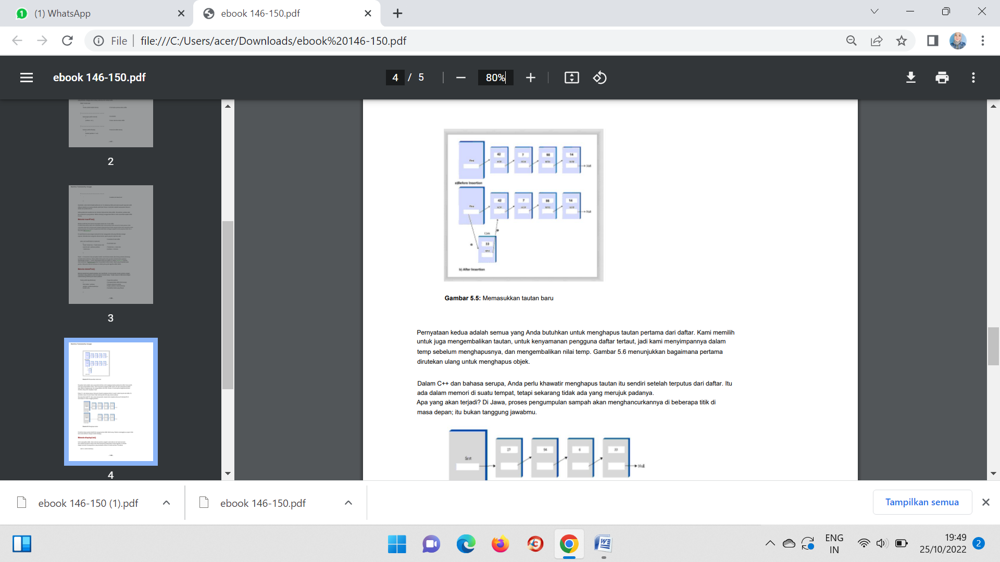 (1) WhatsApp
ebook 146-150.pdf
File
file:///C:/Users/acer/Downloads/ebook%20146-150.pdf
ebook 146-150.pdf
4 / 5
80%
2
3
4
First
42
7
98
14
Null
a)Before Insertion
First
42
7
98
14
Null
Link
33
b) After Insertion
Gambar 5.5: Memasukkan tautan baru
Pernyataan kedua adalah semua yang Anda butuhkan untuk menghapus tautan pertama dari daftar. Kami memilih
untuk juga mengembalikan tautan, untuk kenyamanan pengguna daftar tertaut, jadi kami menyimpannya dalam
temp sebelum menghapusnya, dan mengembalikan nilai temp. Gambar 5.6 menunjukkan bagaimana pertama
dirutekan ulang untuk menghapus objek.
Dalam C++ dan bahasa serupa, Anda perlu khawatir menghapus tautan itu sendiri setelah terputus dari daftar. Itu
ada dalam memori di suatu tempat, tetapi sekarang tidak ada yang merujuk padanya.
Apa yang akan terjadi? Di Jawa, proses pengumpulan sampah akan menghancurkannya di beberapa titik di
masa depan; itu bukan tanggung jawabmu.
first
27
94
6
33
Null
ebook 146-150 (1).pdf
ebook 146-150.pdf
Tampilkan semua
ENG
IN
19:49
25/10/2022
2